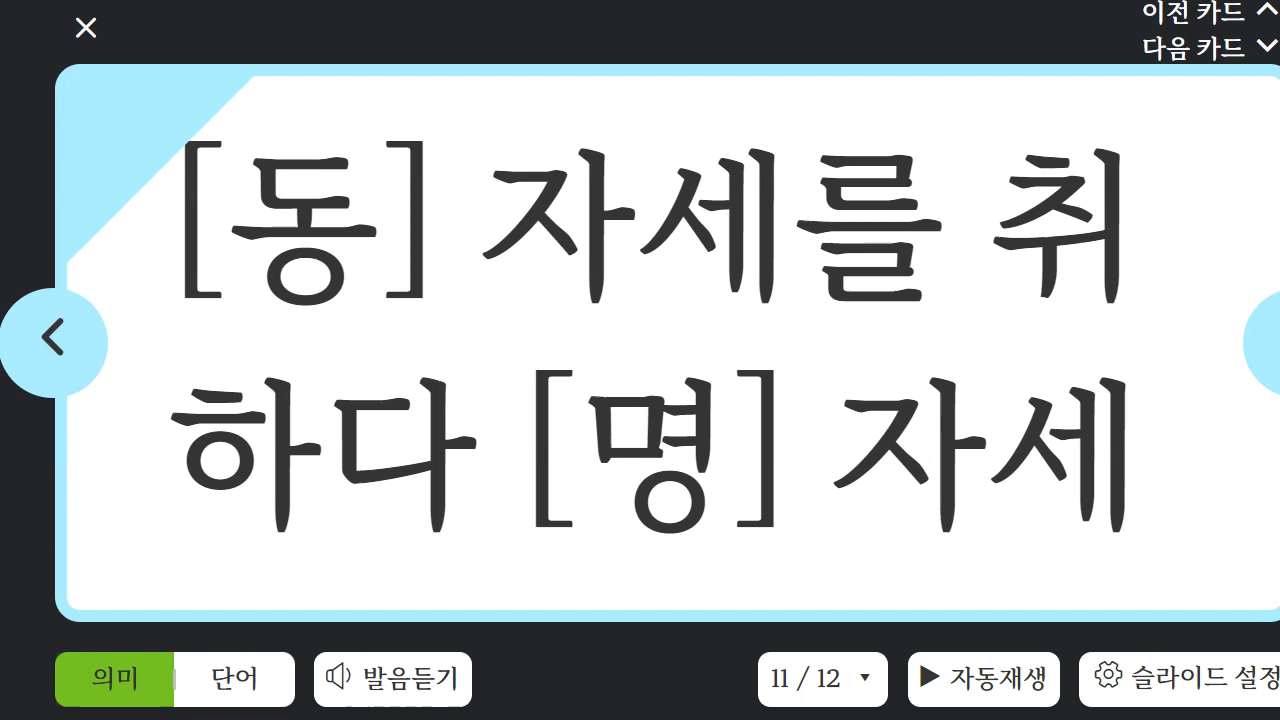 이전 카드
다음 카드
[동] 자세를 취
하다 [명] 자세
의미 단어 발음듣기 11 / 12 자동재생 슬라이드 설정